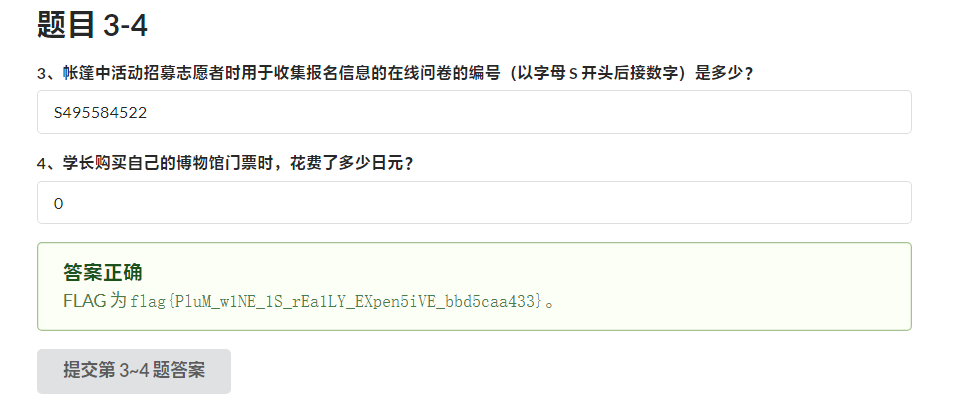 题目 3-4
3、帐篷中活动招募志愿者时用于收集报名信息的在线问卷的编号（以字母 S 开头后接数字）是多少？
S495584522
4、学长购买自己的博物馆门票时，花费了多少日元？
0
答案正确
FLAG 为 flag{PluM_w1NE_1S_rEa1LY_EXpen5iVE_bbd5caa433}。
提交第 3~4 题答案